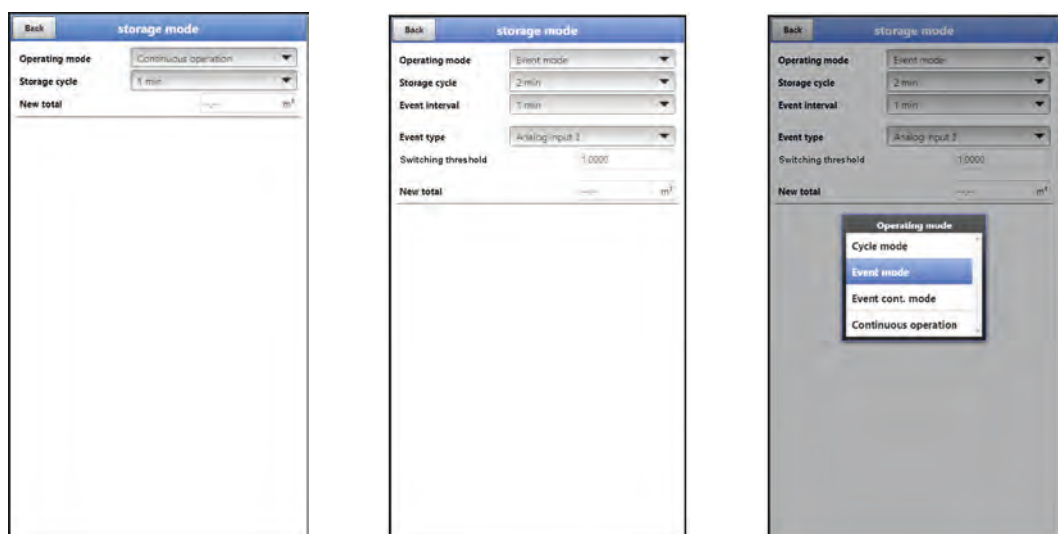 Back storage mode
Operating mode Continuous operation
Storage cycle 1 min
New total --,-- m³
Back storage mode
Operating mode Event mode
Storage cycle 2 min
Event interval 1 min
Event type Analog input
Switching threshold 1.0000
New total --,-- m³
Back storage mode
Operating mode Event mode
Storage cycle 2 min
Event interval 1 min
Event type Analog input
Switching threshold 1.0000
New total --,-- m³
Operating mode
Cycle mode
Event mode
Event cont. mode
Continuous operation